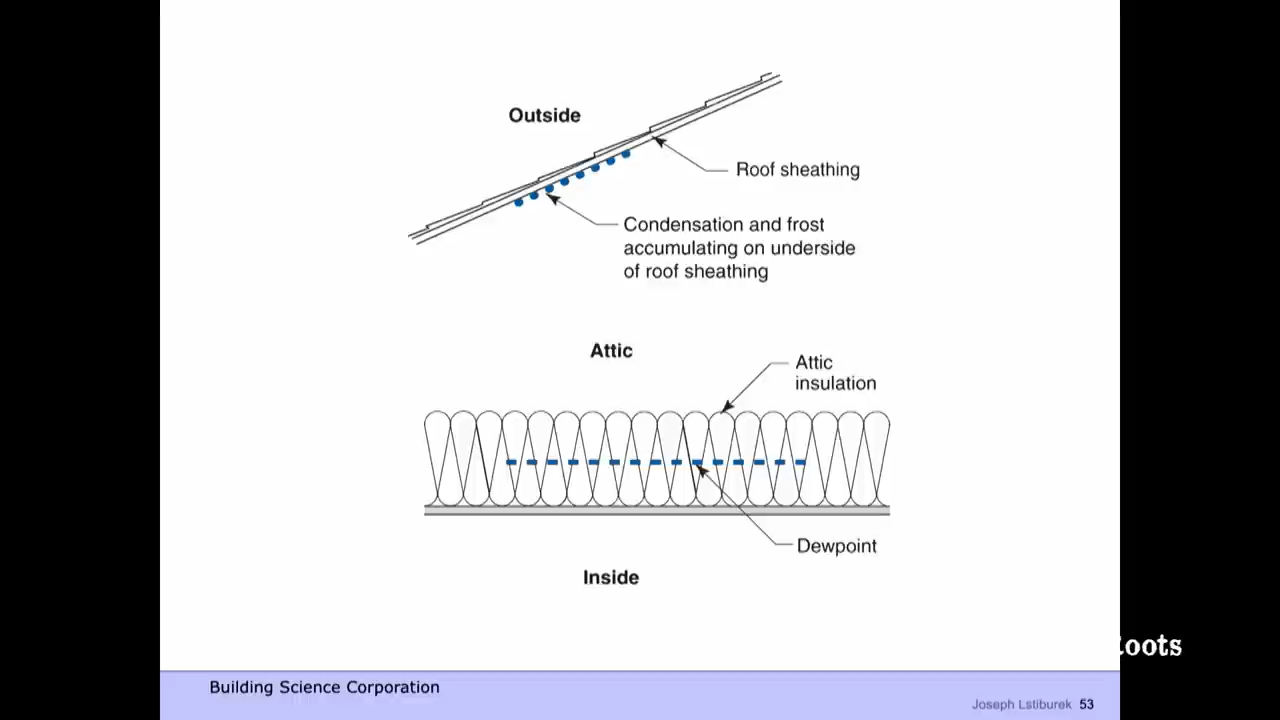 Outside
Roof sheathing
Condensation and frost
accumulating on underside
of roof sheathing
Attic
Attic
insulation
Dewpoint
Inside
Building Science Corporation
Joseph Lstiburek 53